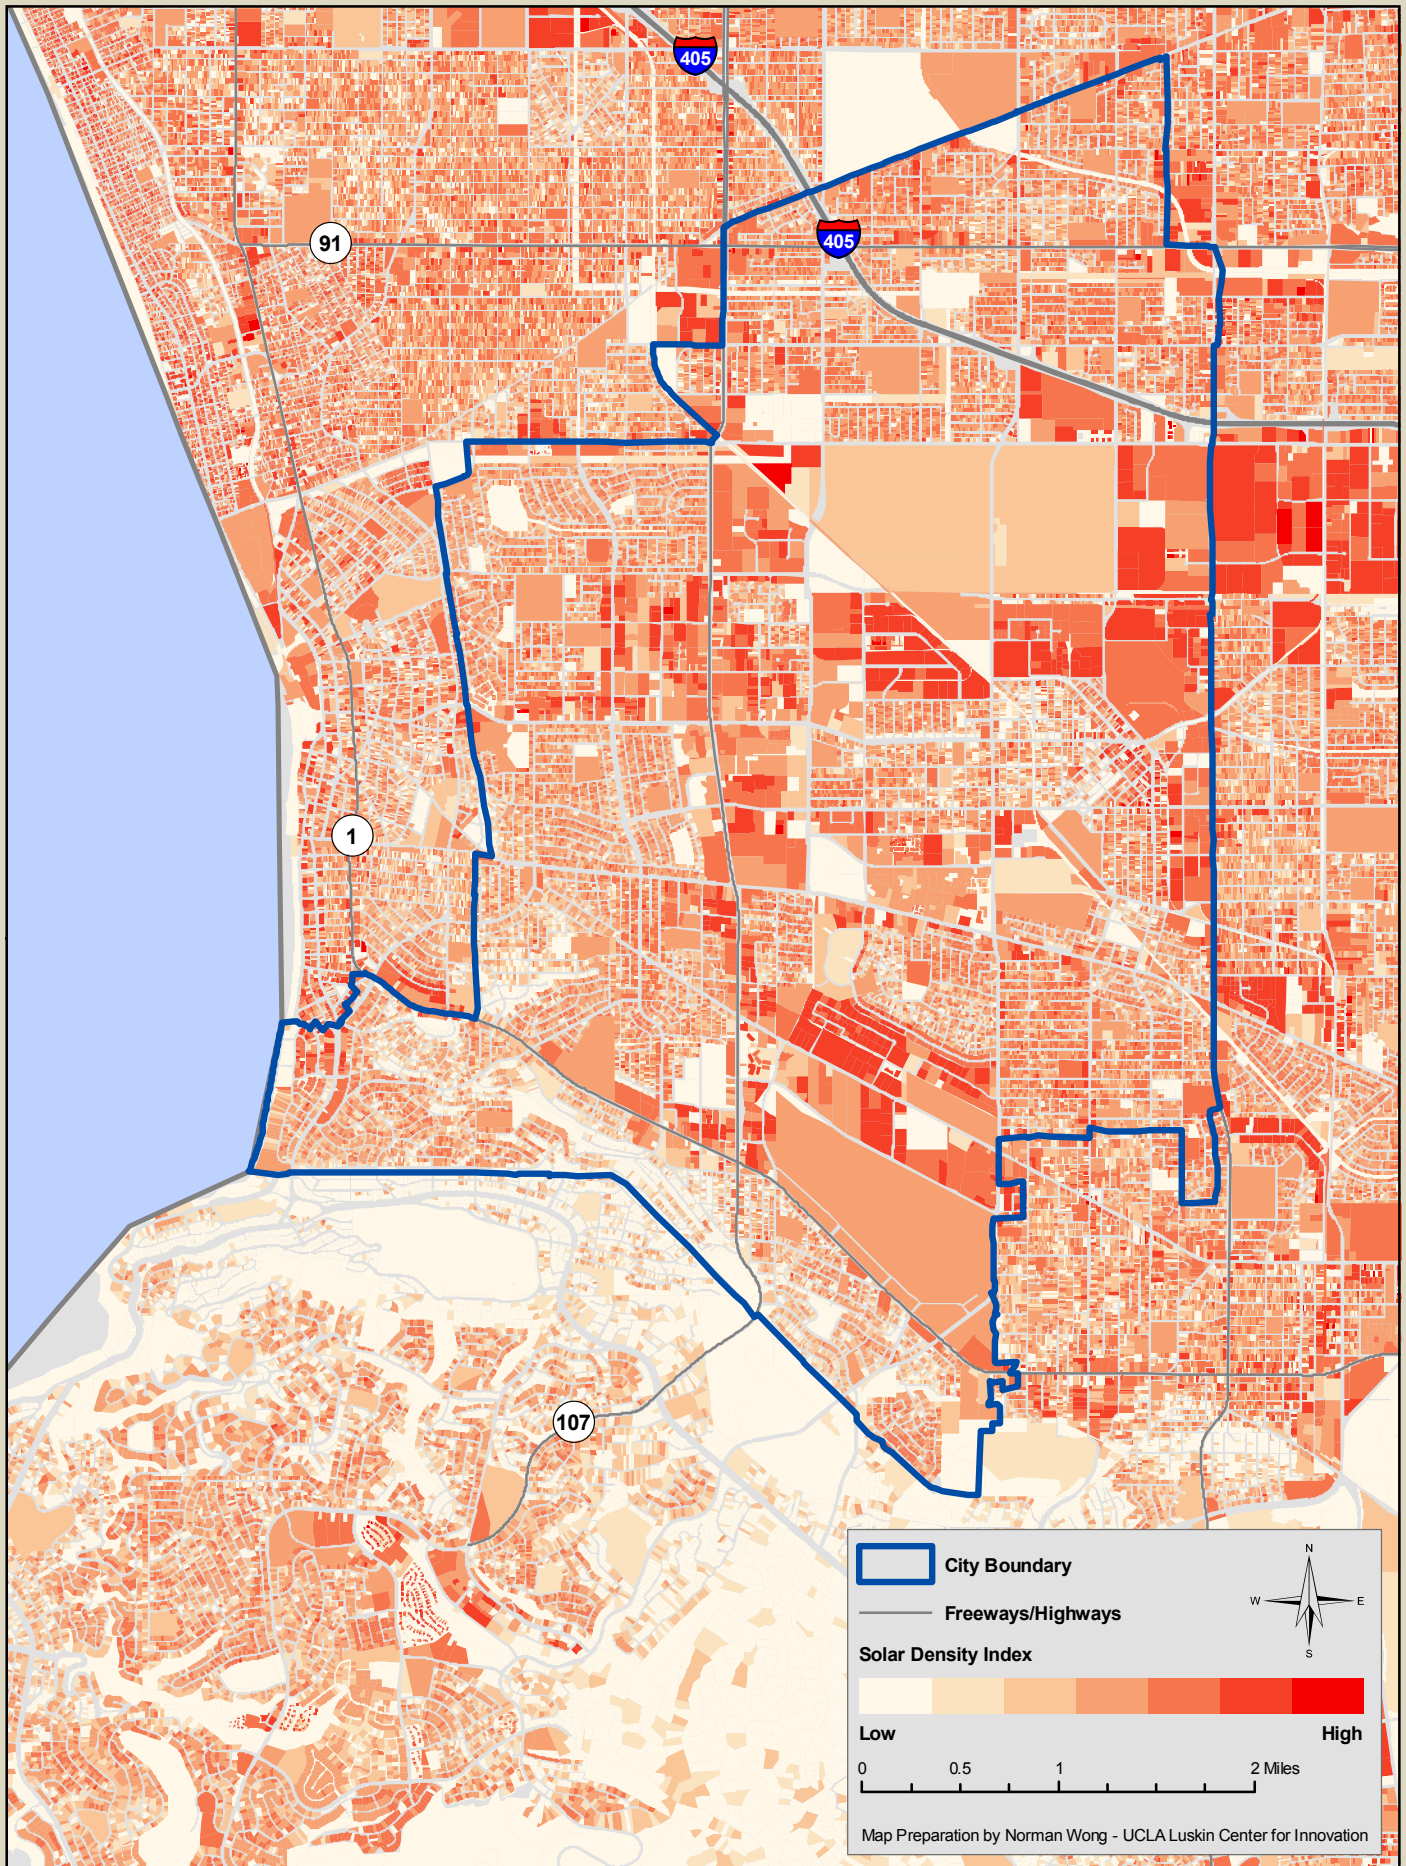 405
91
405
1
107
City Boundary
Freeways/Highways
Solar Density Index
Low High
0 0.5 1 2 Miles
N
W E
S
Map Preparation by Norman Wong - UCLA Luskin Center for Innovation